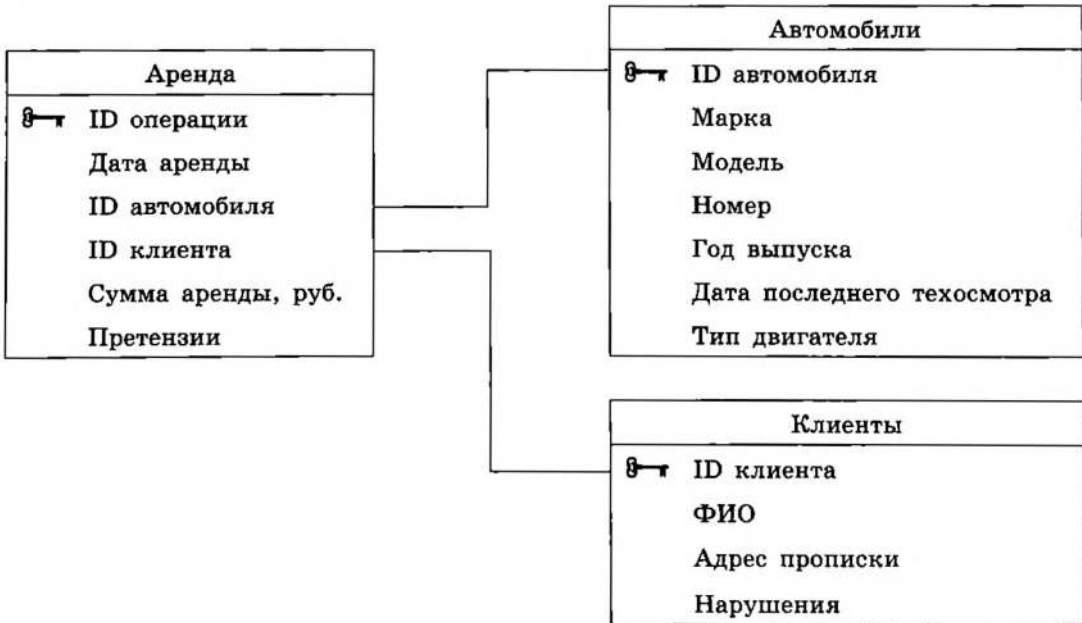 Аренда
ID операции
Дата аренды
ID автомобиля
ID клиента
Сумма аренды, руб.
Претензии
Автомобили
ID автомобиля
Марка
Модель
Номер
Год выпуска
Дата последнего техосмотра
Тип двигателя
Клиенты
ID клиента
ФИО
Адрес прописки
Нарушения